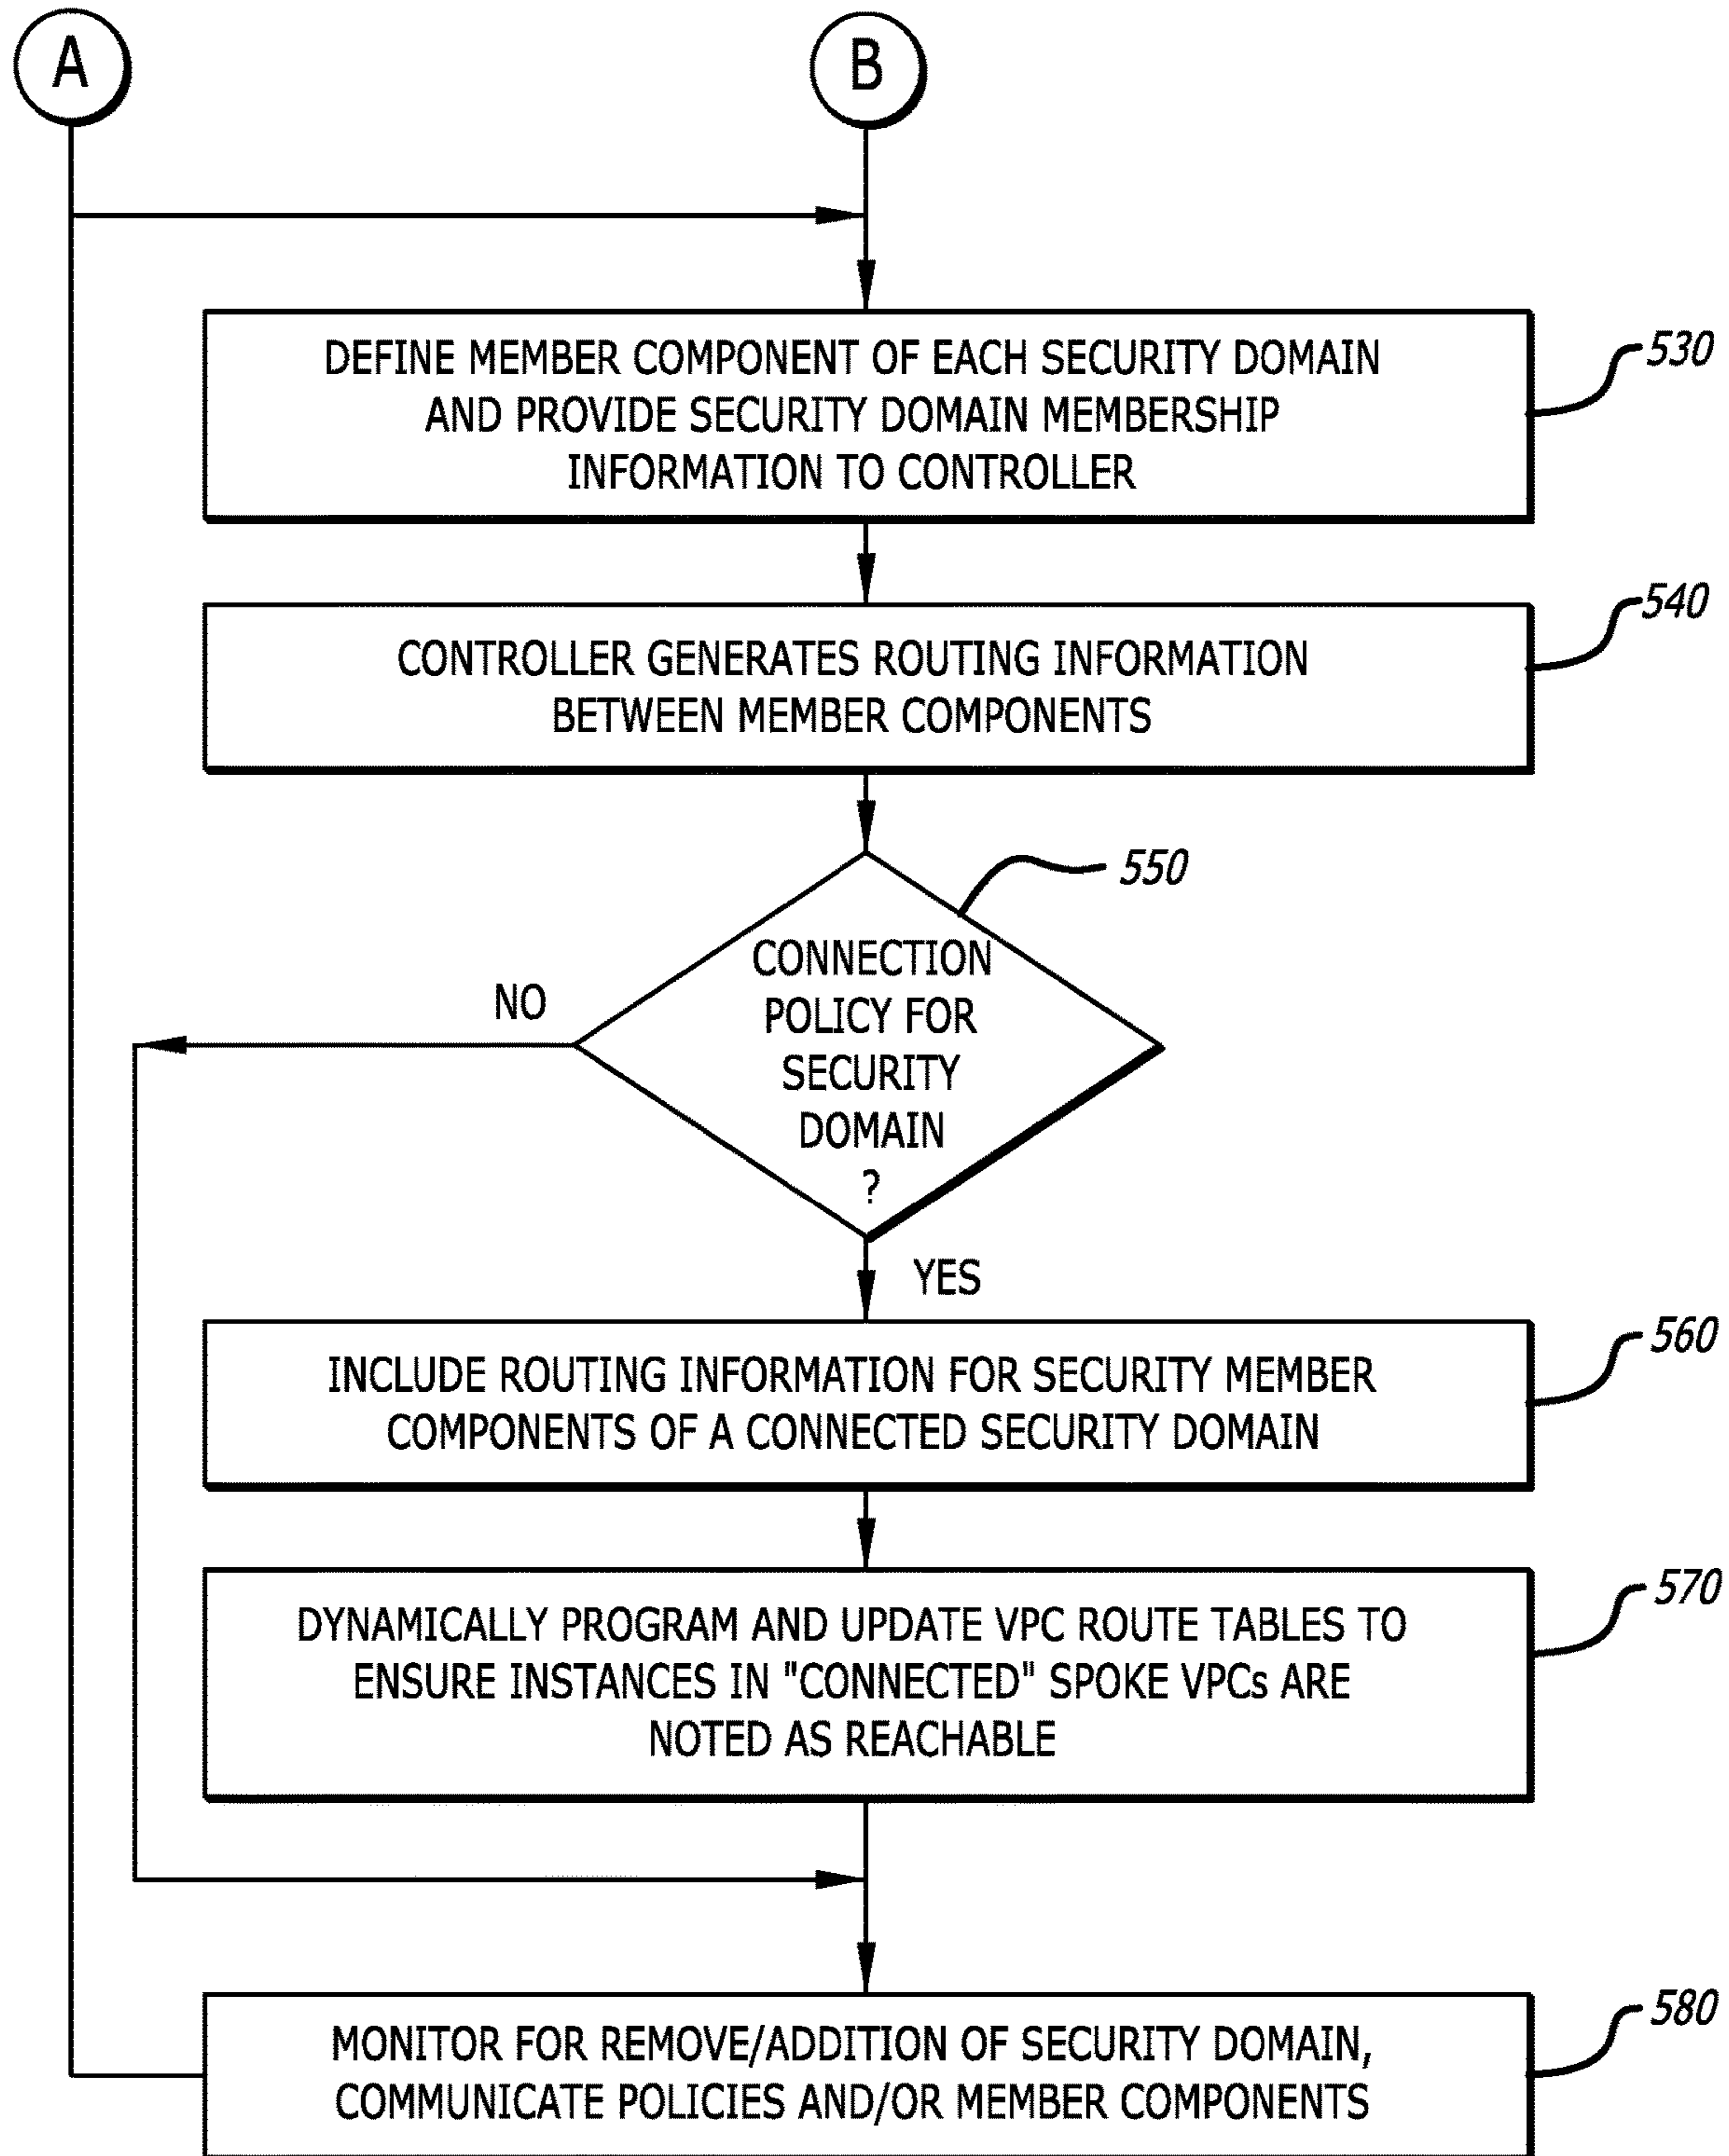 A
B
DEFINE MEMBER COMPONENT OF EACH SECURITY DOMAIN
AND PROVIDE SECURITY DOMAIN MEMBERSHIP
INFORMATION TO CONTROLLER
530
CONTROLLER GENERATES ROUTING INFORMATION
BETWEEN MEMBER COMPONENTS
540
CONNECTION
POLICY FOR
SECURITY
DOMAIN
?
550
NO
YES
INCLUDE ROUTING INFORMATION FOR SECURITY MEMBER
COMPONENTS OF A CONNECTED SECURITY DOMAIN
560
DYNAMICALLY PROGRAM AND UPDATE VPC ROUTE TABLES TO
ENSURE INSTANCES IN "CONNECTED" SPOKE VPCs ARE
NOTED AS REACHABLE
570
MONITOR FOR REMOVE/ADDITION OF SECURITY DOMAIN,
COMMUNICATE POLICIES AND/OR MEMBER COMPONENTS
580